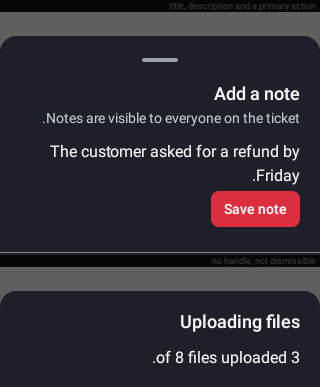 title, description and a primary action
Add a note
.Notes are visible to everyone on the ticket
The customer asked for a refund by
.Friday
Save note
no handle, not dismissible
Uploading files
.of 8 files uploaded 3